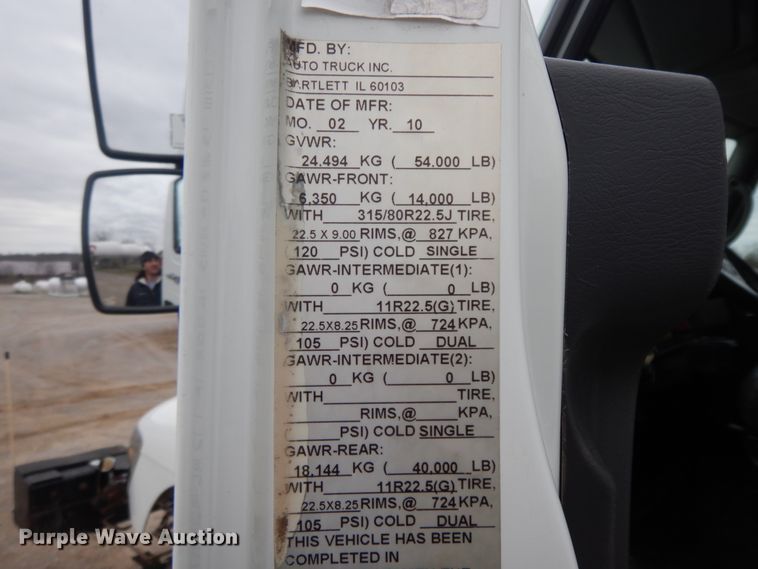 MFD. BY:
AUTO TRUCK INC.
BARTLETT IL 60103
DATE OF MFR:
MO. 02 YR. 10
GVWR:
24,494 KG ( 54,000 LB)
GAWR-FRONT:
6,350 KG ( 14,000 LB)
WITH 315/80R22.5J TIRE,
22.5 X 9.00 RIMS,@ 827 KPA,
(120 PSI) COLD SINGLE
GAWR-INTERMEDIATE(1):
0 KG ( 0 LB)
WITH 11R22.5(G) TIRE,
22.5X8.25 RIMS,@ 724 KPA,
(105 PSI) COLD DUAL
GAWR-INTERMEDIATE(2):
0 KG ( 0 LB)
WITH TIRE,
RIMS,@ KPA,
( PSI) COLD SINGLE
GAWR-REAR:
18,144 KG ( 40,000 LB)
WITH 11R22.5(G) TIRE,
22.5X8.25 RIMS,@ 724 KPA,
(105 PSI) COLD DUAL
THIS VEHICLE HAS BEEN
COMPLETED IN
Purple Wave Auction